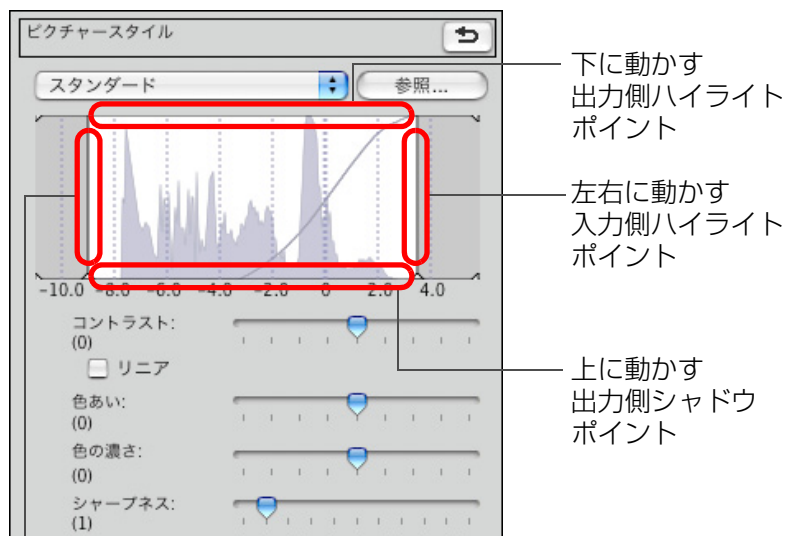 ピクチャースタイル
スタンダード
参照...
下に動かす
出力側ハイライト
ポイント
左右に動かす
入力側ハイライト
ポイント
-10.0 -8.0 -6.0 -4.0 -2.0 0 2.0 4.0
コントラスト:
(0)
リニア
上に動かす
出力側シャドウ
ポイント
色あい:
(0)
色の濃さ:
(0)
シャープネス:
(1)